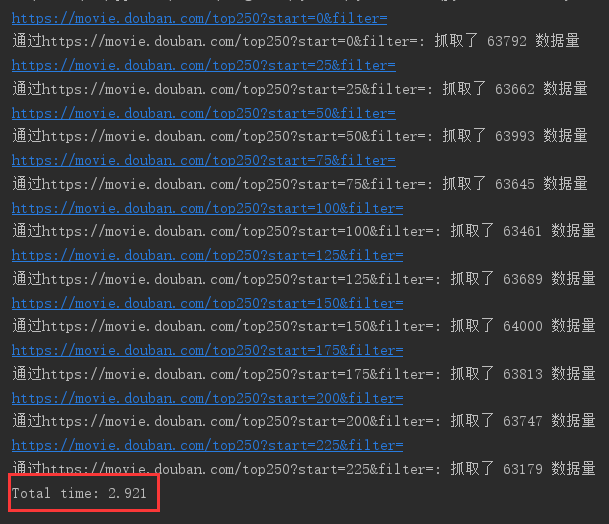 https://movie.douban.com/top250?start=0&filter=
通过https://movie.douban.com/top250?start=0&filter=: 抓取了 63792 数据量
https://movie.douban.com/top250?start=25&filter=
通过https://movie.douban.com/top250?start=25&filter=: 抓取了 63662 数据量
https://movie.douban.com/top250?start=50&filter=
通过https://movie.douban.com/top250?start=50&filter=: 抓取了 63993 数据量
https://movie.douban.com/top250?start=75&filter=
通过https://movie.douban.com/top250?start=75&filter=: 抓取了 63645 数据量
https://movie.douban.com/top250?start=100&filter=
通过https://movie.douban.com/top250?start=100&filter=: 抓取了 63461 数据量
https://movie.douban.com/top250?start=125&filter=
通过https://movie.douban.com/top250?start=125&filter=: 抓取了 63689 数据量
https://movie.douban.com/top250?start=150&filter=
通过https://movie.douban.com/top250?start=150&filter=: 抓取了 64000 数据量
https://movie.douban.com/top250?start=175&filter=
通过https://movie.douban.com/top250?start=175&filter=: 抓取了 63813 数据量
https://movie.douban.com/top250?start=200&filter=
通过https://movie.douban.com/top250?start=200&filter=: 抓取了 63747 数据量
https://movie.douban.com/top250?start=225&filter=
通过https://movie.douban.com/top250?start=225&filter=: 抓取了 63179 数据量
Total time: 2.921